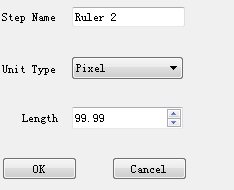 Step Name Ruler 2
Unit Type Pixel
Length 99.99
OK Cancel